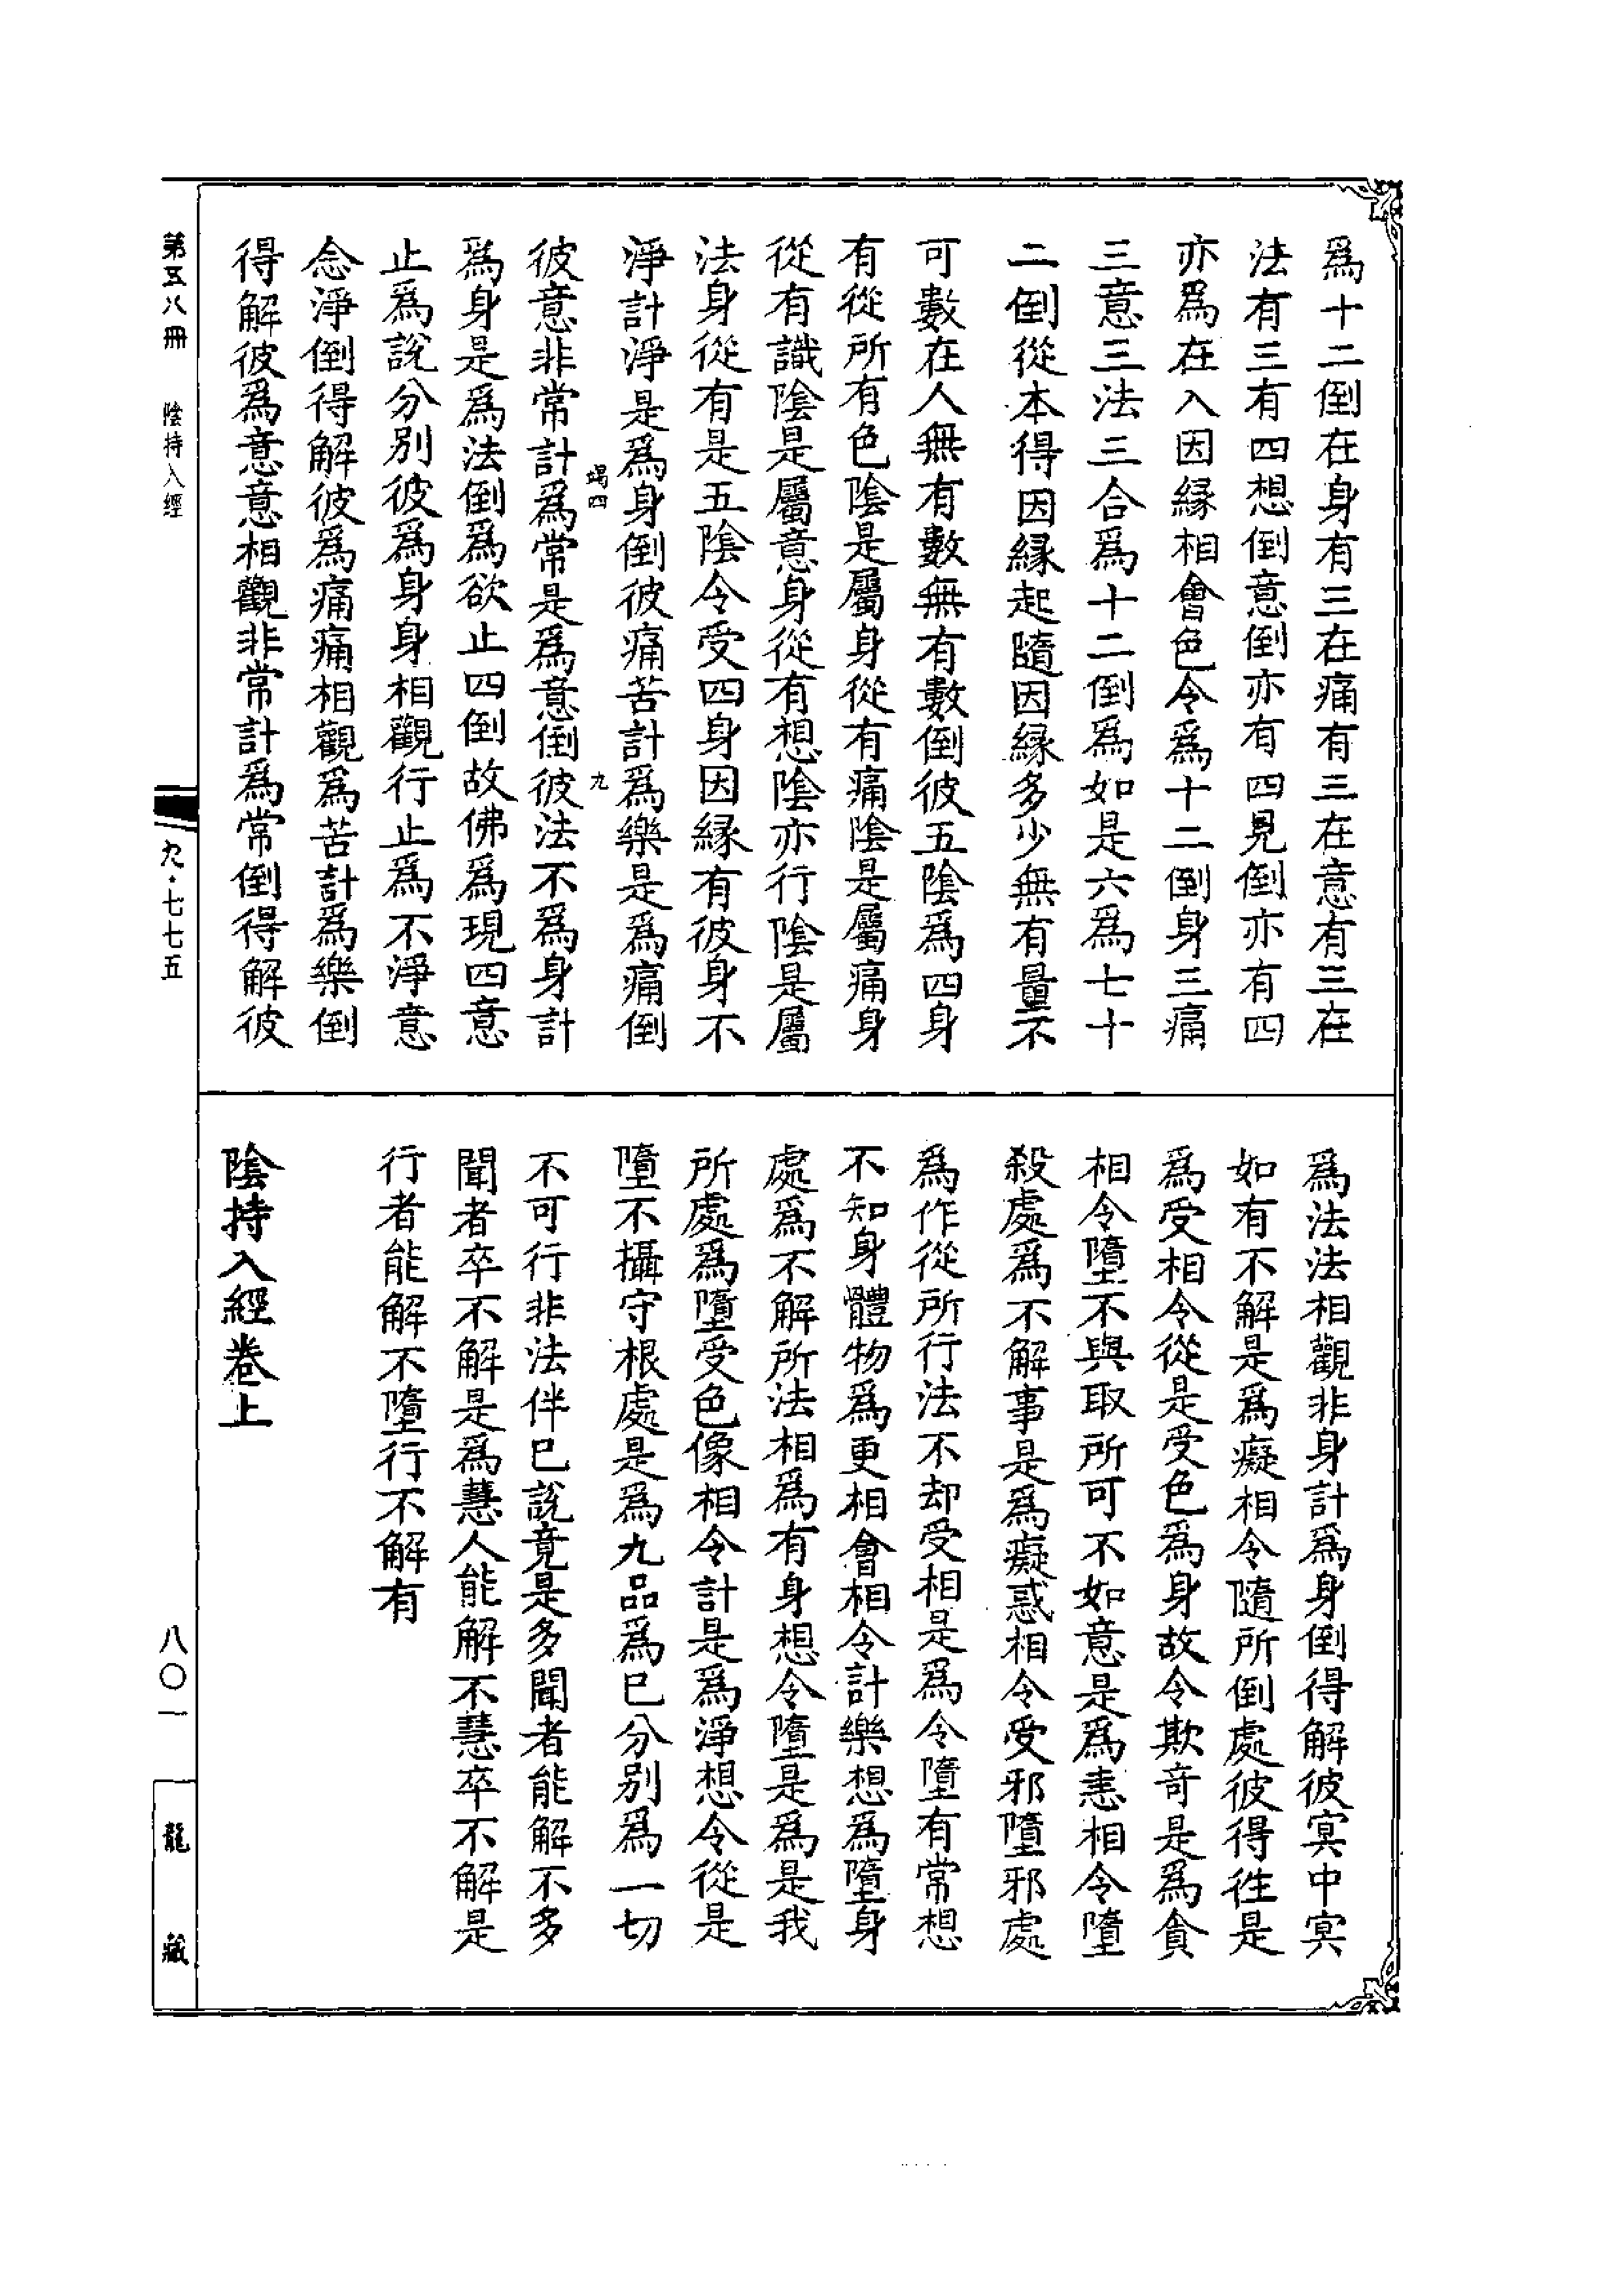 爲十二倒在身有三在痛有三在意有三在
法有三有四想倒意倒亦有四見倒亦有四
亦爲在入因縁相會色令爲十二倒身三痛
三意三法三合爲十二倒爲如是六爲七十
二倒從本得因縁起隨因縁多少無有量不
可數在人無有數無有數倒彼五陰爲四身
有從所有色陰是屬身從有痛陰是屬痛身
從有識陰是屬意身從有想陰亦行陰是屬
法身從有是五陰令受四身因縁有彼身不
淨計淨是爲身倒彼痛苦計爲樂是爲痛倒
竭四 九
彼意非常計爲常是爲意倒彼法不爲身計
爲身是爲法倒爲欲止四倒故佛爲現四意
止爲說分別彼爲身身相觀行止爲不淨意
念淨倒得解彼爲痛痛相觀爲苦計爲樂倒
得解彼爲意意相觀非常計爲常倒得解彼
爲法法相觀非身計爲身倒得解彼冥中冥
如有不解是爲癡相令隨所倒處彼得徃是
爲受相令從是受色爲身故令欺奇是爲貪
相令墮不與取所可不如意是爲恚相令墮
殺處爲不解事是爲癡惑相令受邪墮邪處
爲作從所行法不却受相是爲令墮有常想
不知身體物爲更相會相令計樂想爲墮身
處爲不解所法相爲有身想令墮是爲是我
所處爲墮受色像相令計是爲淨想令從是
墮不攝守根處是爲九品爲已分別爲一切
不可行非法伴已說竟是多聞者能解不多
聞者卒不解是爲慧人能解不慧卒不解是
行者能解不墮行不解有
陰持入經卷上
第五八冊 陰持入經
九·七七五
八〇一
龍藏